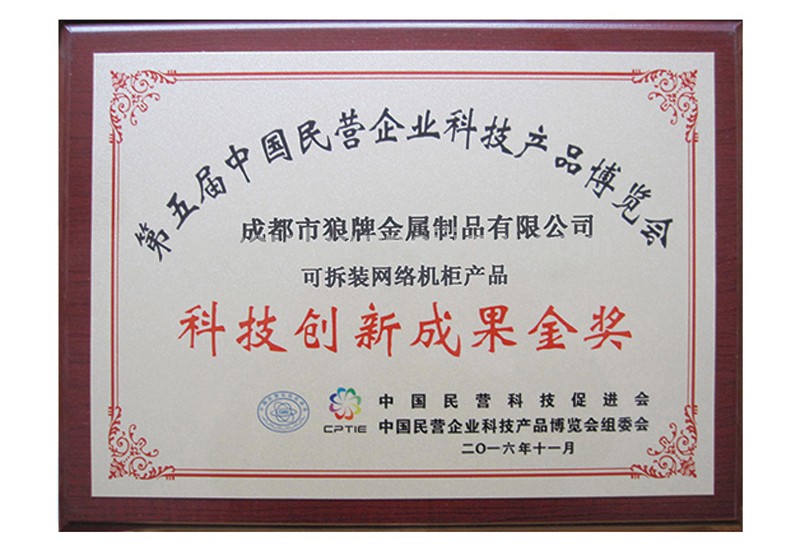 第五届中国民营企业科技产品博览会
成都市狼牌金属制品有限公司
可拆装网络机柜产品
科技创新成果金奖
中国民营科技促进会
CPTIE 中国民营企业科技产品博览会组委会
二〇一六年十一月